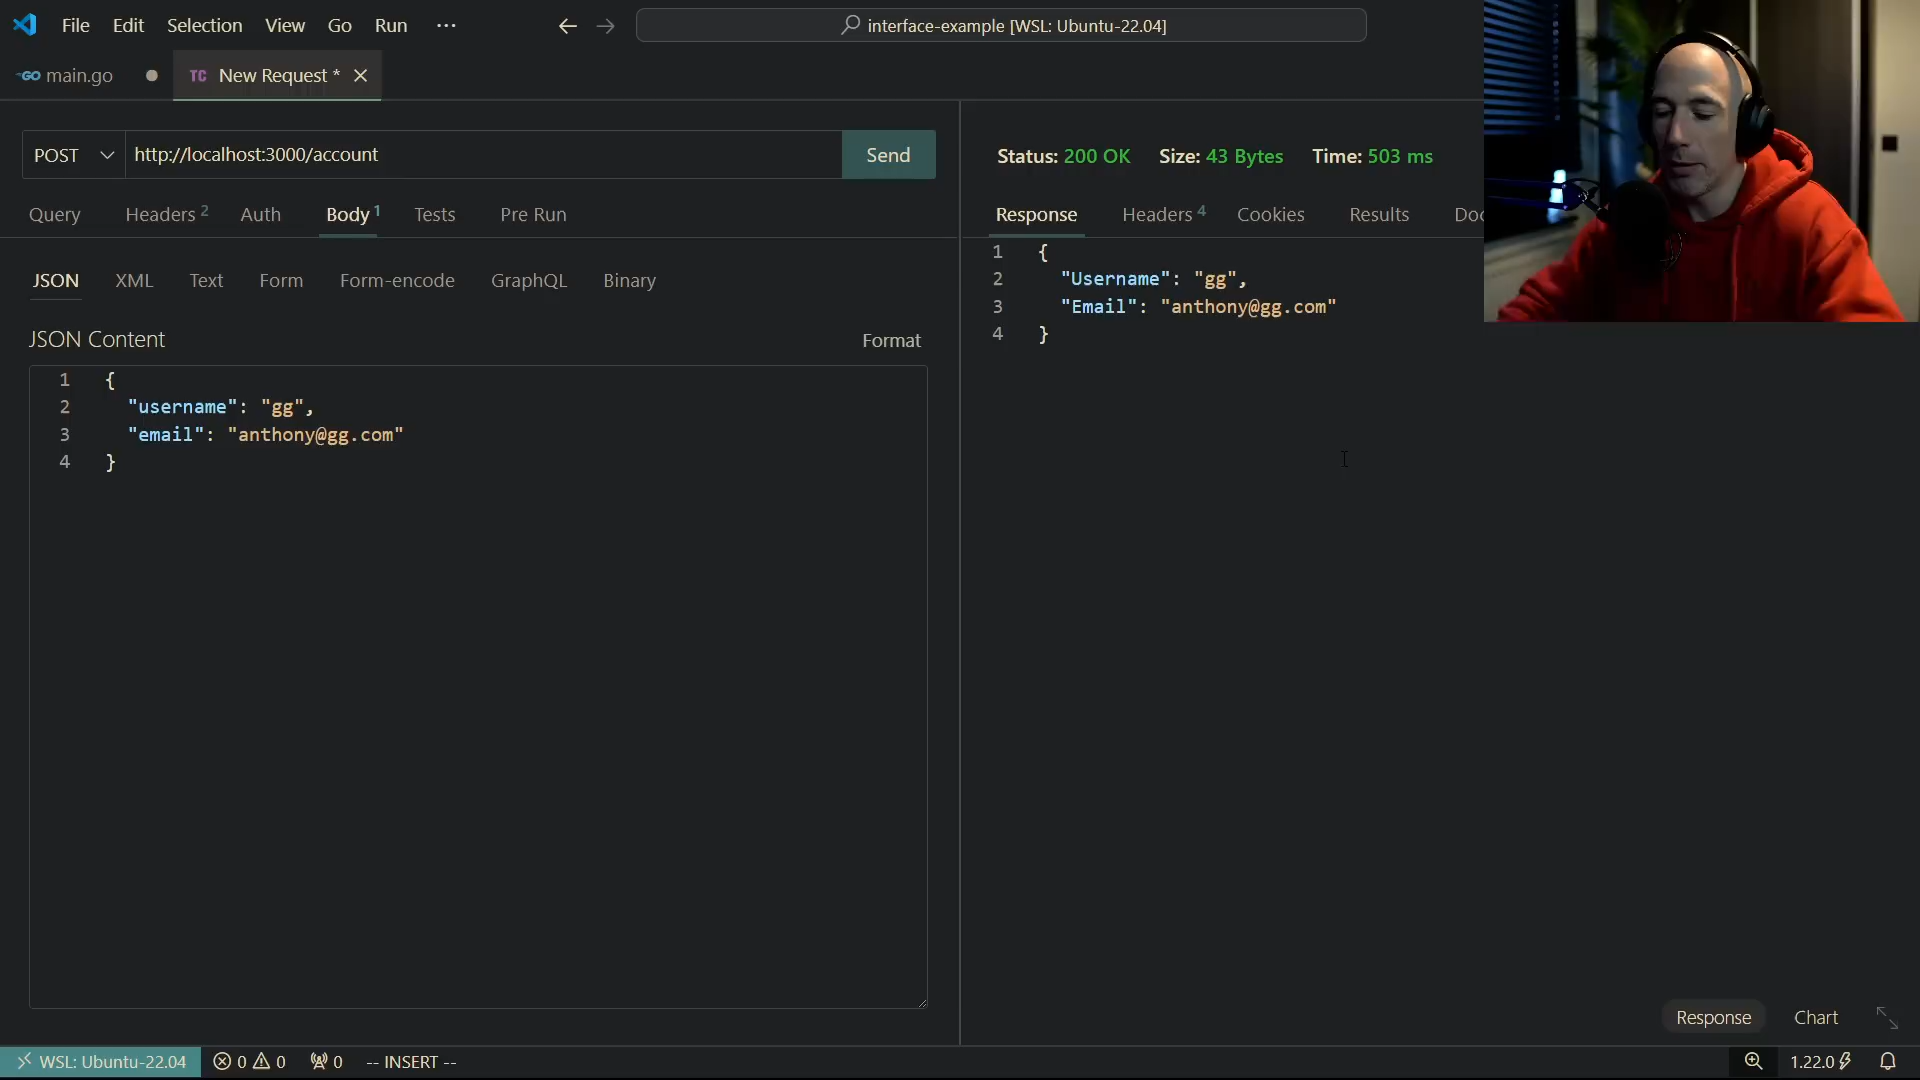 File Edit Selection View Go Run ···
interface-example [WSL: Ubuntu-22.04]
GO main.go
TC New Request *
POST http://localhost:3000/account Send
Status: 200 OK Size: 43 Bytes Time: 503 ms
Query Headers 2 Auth Body 1 Tests Pre Run
Response Headers 4 Cookies Results Doc
JSON XML Text Form Form-encode GraphQL Binary
JSON Content Format
1 {
2 "username": "gg",
3 "email": "anthony@gg.com"
4 }
1 {
2 "Username": "gg",
3 "Email": "anthony@gg.com"
4 }
Response Chart
WSL: Ubuntu-22.04 0 0 0 -- INSERT -- 1.22.0